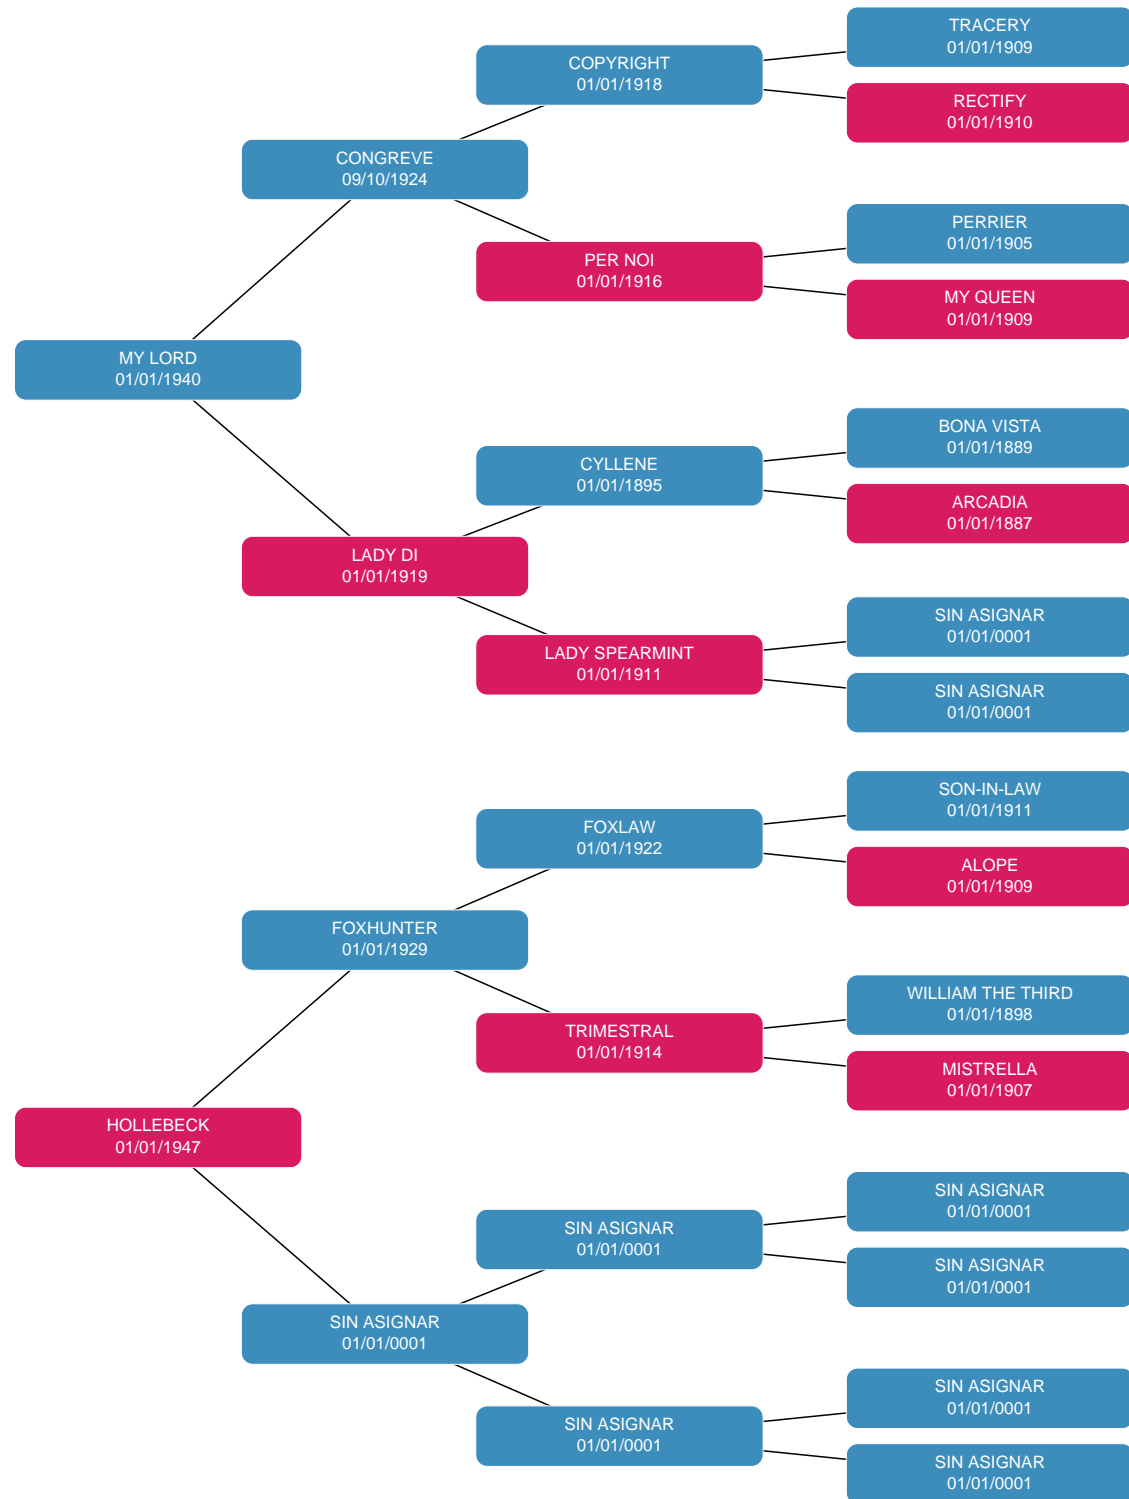 TRACERY
01/01/1909
COPYRIGHT
01/01/1918
RECTIFY
01/01/1910
CONGREVE
09/10/1924
PERRIER
01/01/1905
PER NOI
01/01/1916
MY QUEEN
01/01/1909
MY LORD
01/01/1940
BONA VISTA
01/01/1889
CYLLENE
01/01/1895
ARCADIA
01/01/1887
LADY DI
01/01/1919
SIN ASIGNAR
01/01/0001
LADY SPEARMINT
01/01/1911
SIN ASIGNAR
01/01/0001
SON-IN-LAW
01/01/1911
FOXLAW
01/01/1922
ALOPE
01/01/1909
FOXHUNTER
01/01/1929
WILLIAM THE THIRD
01/01/1898
TRIMESTRAL
01/01/1914
MISTRELLA
01/01/1907
HOLLEBECK
01/01/1947
SIN ASIGNAR
01/01/0001
SIN ASIGNAR
01/01/0001
SIN ASIGNAR
01/01/0001
SIN ASIGNAR
01/01/0001
SIN ASIGNAR
01/01/0001
SIN ASIGNAR
01/01/0001
SIN ASIGNAR
01/01/0001